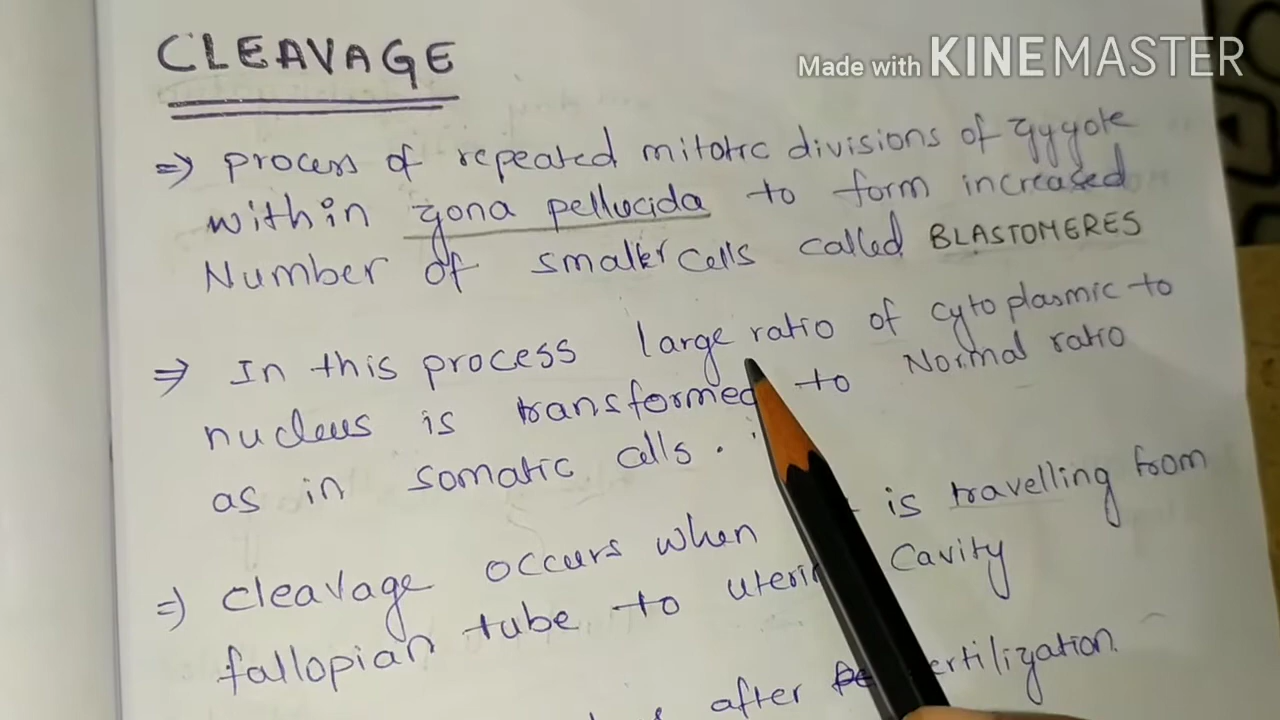 CLEAVAGE
Made with KINEMASTER
=> process of repeated mitotic divisions of zygote
within zona pellucida to form increased
Number of smaller cells called BLASTOMERES
=> In this process large ratio of cytoplasmic to
nucleus is transformed to Normal ratio
as in somatic cells.
=> cleavage occurs when is travelling from
fallopian tube to cavity
after